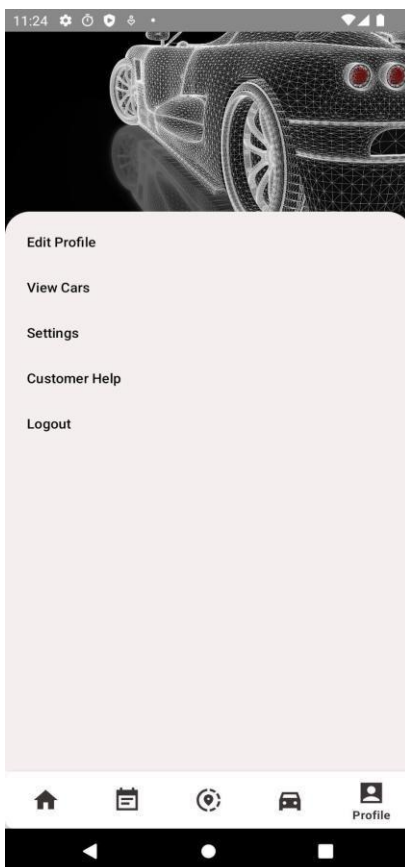 11:24
Edit Profile
View Cars
Settings
Customer Help
Logout
Profile